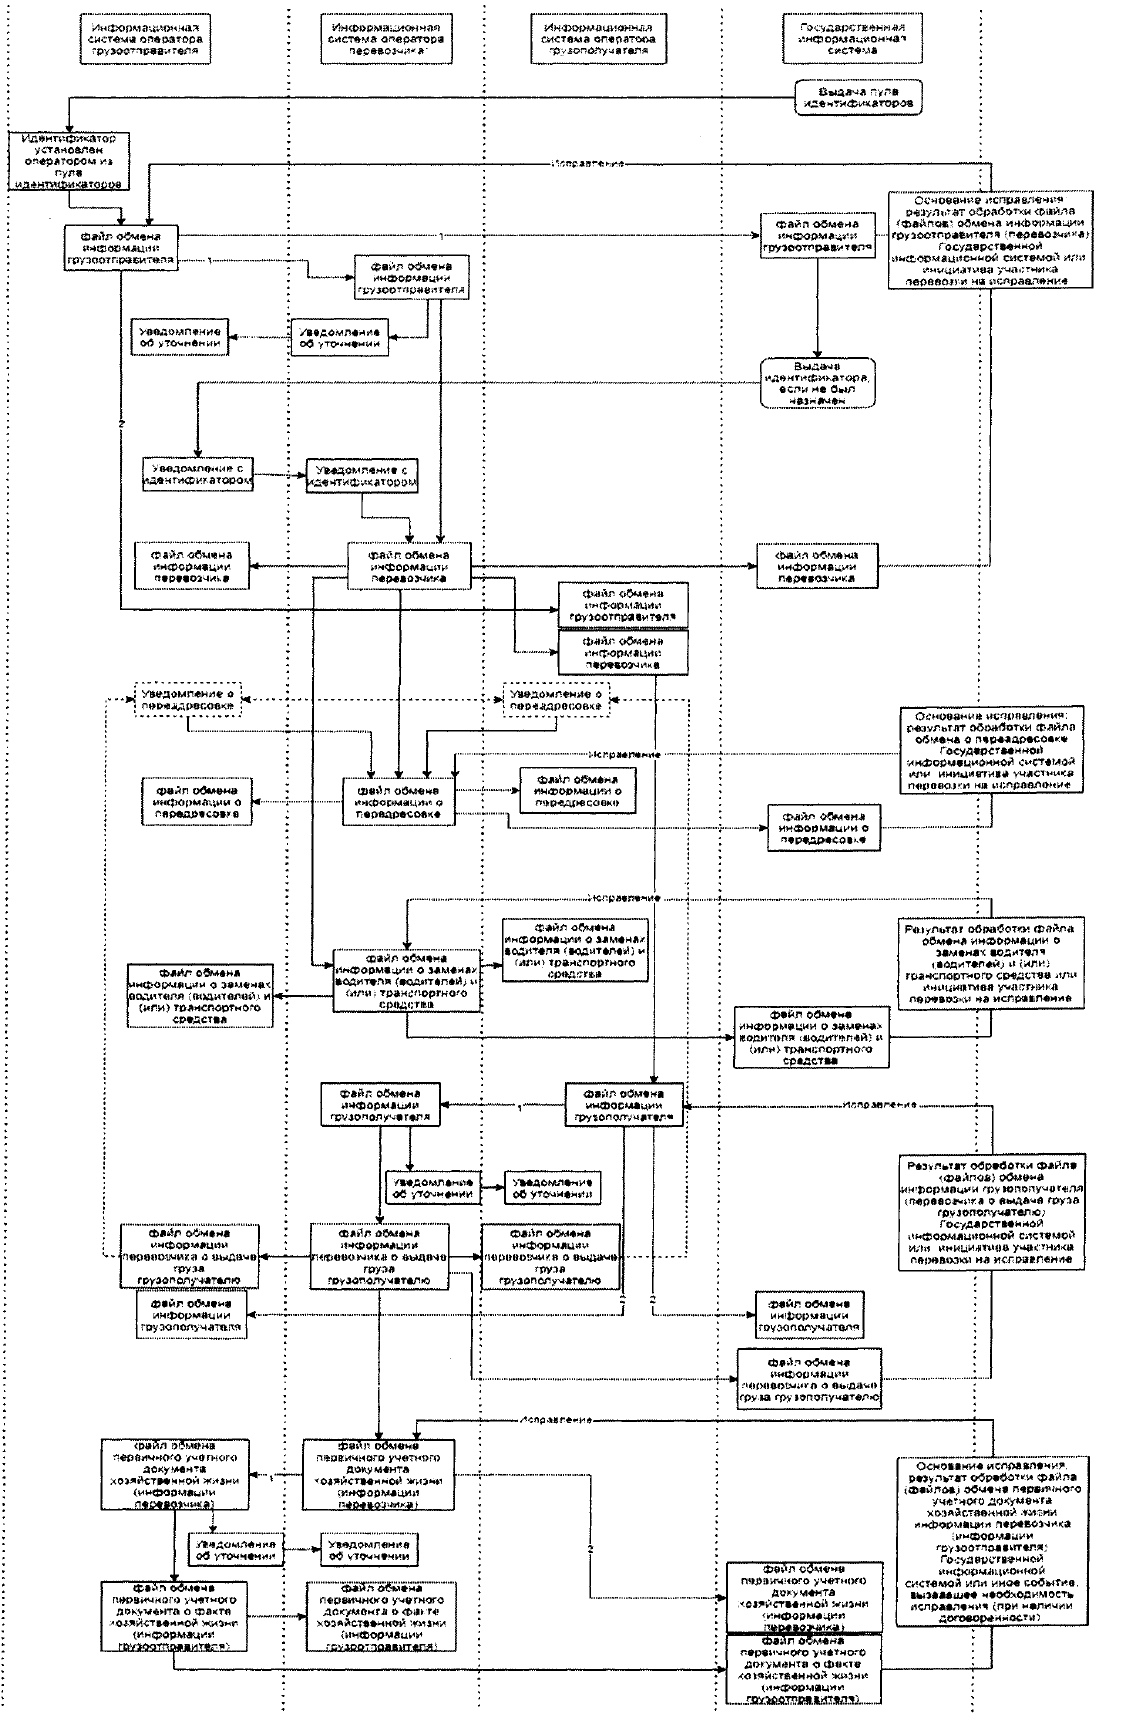 Информационная
система оператора
грузоотправителя
Информационная
система оператора
перевозчика
Информационная
система оператора
грузополучателя
Государственная
информационная
система
Выдача пула
идентификаторов
Идентификатор
установлен
оператором из
пула
идентификаторов
Исправление
Основание исправления
результат обработки файла
(файлов) обмена информации
грузоотправителя (перевозчика)
Государственной
информационной системой или
инициатива участника
перевозки на исправление
файл обмена
информации
грузоотправителя
1
файл обмена
информации
грузоотправителя
1
файл обмена
информации
грузоотправителя
Уведомление
об уточнении
Уведомление
об уточнении
Выдача
идентификатора,
если не был
назначен
2
Уведомление с
идентификатором
Уведомление с
идентификатором
файл обмена
информации
перевозчика
файл обмена
информации
перевозчика
файл обмена
информации
перевозчика
файл обмена
информации
грузоотправителя
файл обмена
информации
перевозчика
Уведомление о
переадресовке
Уведомление о
переадресовке
Исправление
Основание исправления:
результат обработки файла
обмена о переадресовке
Государственной
информационной системой
или инициатива участника
перевозки на исправление
файл обмена
информации о
передресовке
файл обмена
информации о
передресовке
файл обмена
информации о
передресовке
файл обмена
информации о
передресовке
Исправление
файл обмена
информации о заменах
водителя (водителей) и
(или) транспортного
средства
файл обмена
информации о заменах
водителя (водителей) и
(или) транспортного
средства
файл обмена
информации о заменах
водителя (водителей) и
(или) транспортного
средства
Результат обработки файла
обмена информации о
заменах водителя
(водителей) и (или)
транспортного средства или
инициатива участника
перевозки на исправление
файл обмена
информации о заменах
водителя (водителей) и
(или) транспортного
средства
файл обмена
информации
грузополучателя
1
файл обмена
информации
грузополучателя
Исправление
Результат обработки файла
(файлов) обмена
информации грузополучателя
(перевозчика о выдаче груза
грузополучателю)
Государственной
информационной системой
или инициатива участника
перевозки на исправление
Уведомление
об уточнении
Уведомление
об уточнении
файл обмена
информации
перевозчика о выдаче
груза
грузополучателю
файл обмена
информации
перевозчика о выдаче
груза
грузополучателю
файл обмена
информации
перевозчика о выдаче
груза
грузополучателю
файл обмена
информации
грузополучателя
2
2
файл обмена
информации
грузополучателя
файл обмена
информации
перевозчика о выдаче
груза грузополучателю
Исправление
файл обмена
первичного учетного
документа
хозяйственной жизни
(информации
перевозчика)
1
файл обмена
первичного учетного
документа
хозяйственной жизни
(информации
перевозчика)
Основание исправления,
результат обработки файла
(файлов) обмена первичного
учетного документа
хозяйственной жизни
информации перевозчика
(информации
грузоотправителя)
Государственной
информационной
системой или иное событие,
вызвавшее необходимость
исправления (при наличии
договоренности)
Уведомление
об уточнении
Уведомление
об уточнении
2
файл обмена
первичного учетного
документа о факте
хозяйственной жизни
(информации
грузоотправителя)
файл обмена
первичного учетного
документа о факте
хозяйственной жизни
(информации
грузоотправителя)
файл обмена
первичного учетного
документа
хозяйственной жизни
(информации
перевозчика)
файл обмена
первичного учетного
документа о факте
хозяйственной жизни
(информации
грузоотправителя)